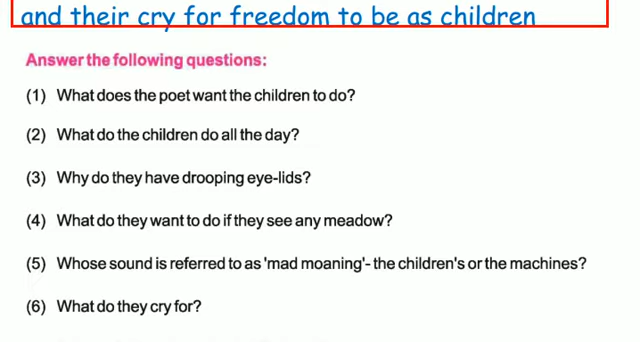 and their cry for freedom to be as children
Answer the following questions:
(1) What does the poet want the children to do?
(2) What do the children do all the day?
(3) Why do they have drooping eye-lids?
(4) What do they want to do if they see any meadow?
(5) Whose sound is referred to as 'mad moaning'- the children's or the machines?
(6) What do they cry for?